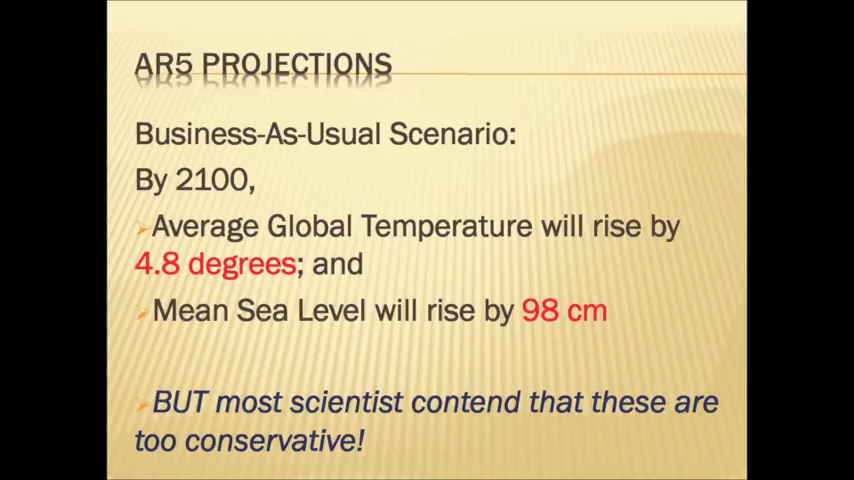 AR5 PROJECTIONS
Business-As-Usual Scenario:
By 2100,
Average Global Temperature will rise by
4.8 degrees; and
Mean Sea Level will rise by 98 cm
BUT most scientist contend that these are
too conservative!